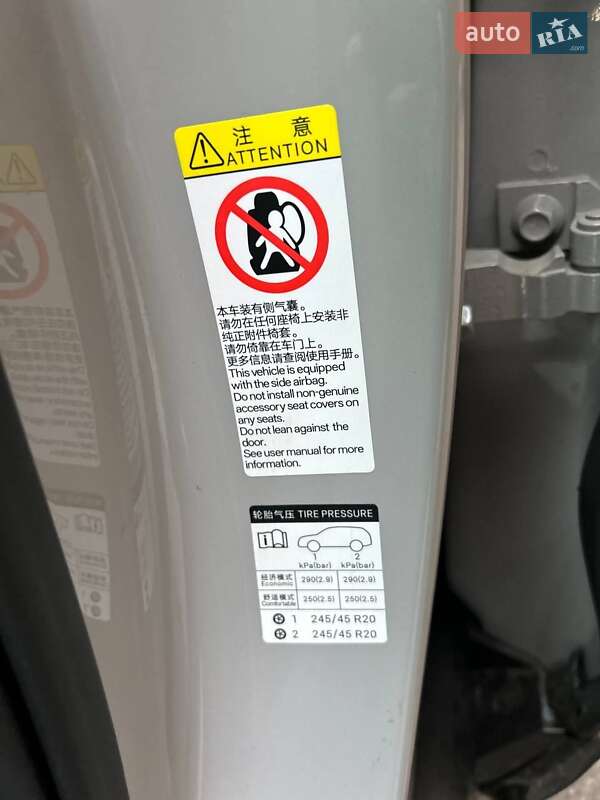 auto RIA .com
注 意
ATTENTION
本车装有侧气囊。
请勿在任何座椅上安装非
纯正附件椅套。
请勿倚靠在车门上。
更多信息请查阅使用手册。
This vehicle is equipped
with the side airbag.
Do not install non-genuine
accessory seat covers on
any seats.
Do not lean against the
door.
See user manual for more
information.
轮胎气压 TIRE PRESSURE
1 2
kPa(bar) kPa(bar)
经济模式 290(2.9) 290(2.9)
Economic
舒适模式 250(2.5) 250(2.5)
Comfortable
1 245/45 R20
2 245/45 R20